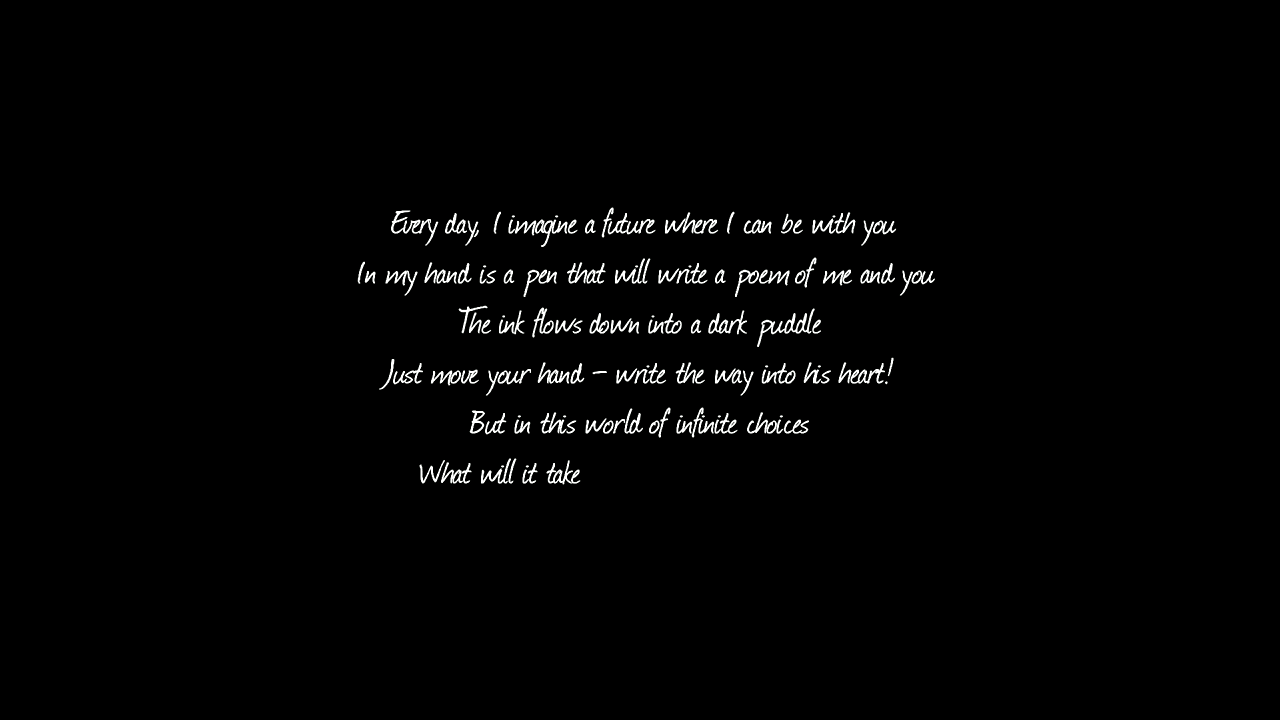 Every day, I imagine a future where I can be with you
In my hand is a pen that will write a poem of me and you
The ink flows down into a dark puddle
Just move your hand – write the way into his heart!
But in this world of infinite choices
What will it take